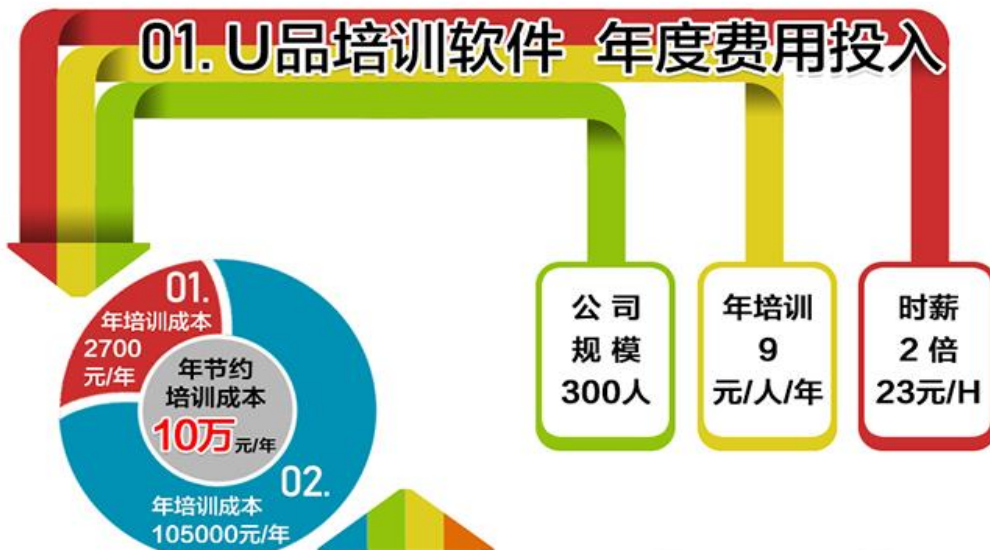 01. U品培训软件 年度费用投入
公司
规模
300人
年培训
9
元/人/年
时薪
2倍
23元/H
01.
年培训成本
2700
元/年
年节约
培训成本
10万元/年
02.
年培训成本
105000元/年